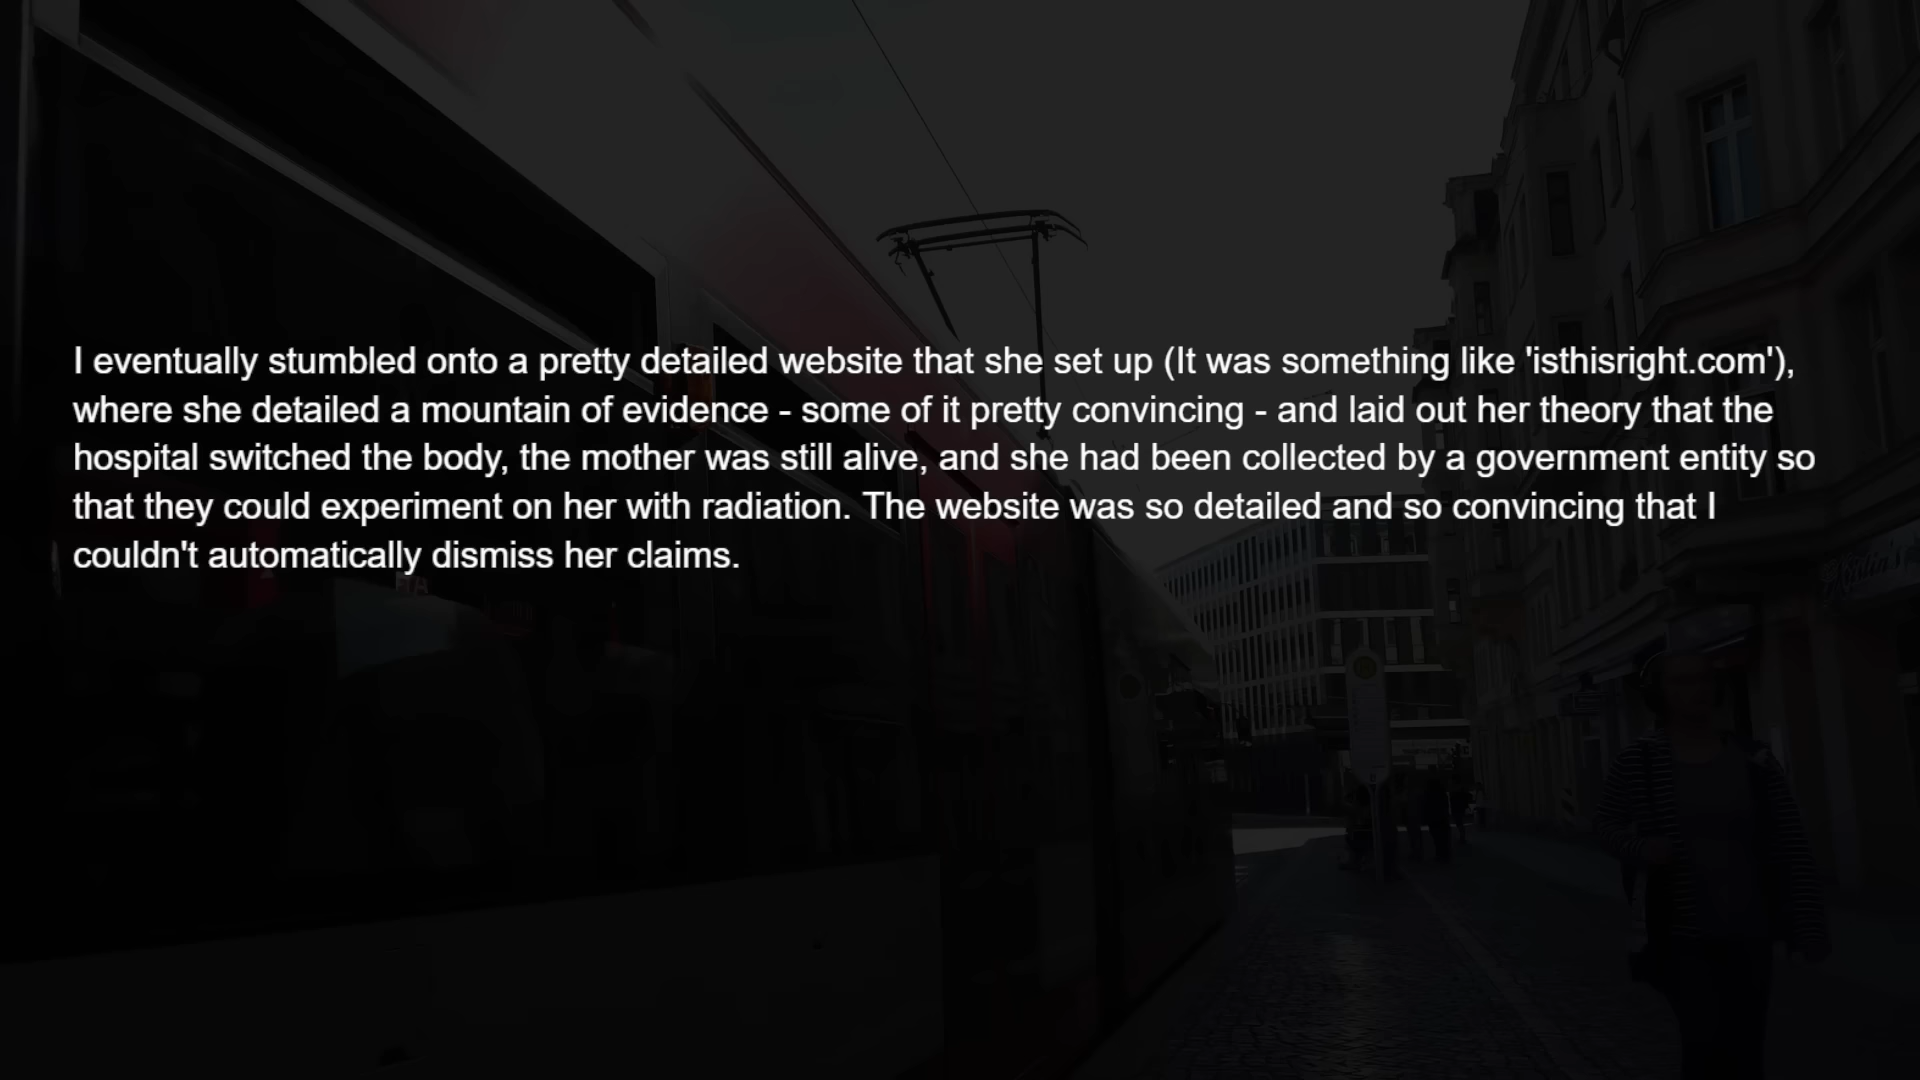 I eventually stumbled onto a pretty detailed website that she set up (It was something like 'isthisright.com'),
where she detailed a mountain of evidence - some of it pretty convincing - and laid out her theory that the
hospital switched the body, the mother was still alive, and she had been collected by a government entity so
that they could experiment on her with radiation. The website was so detailed and so convincing that I
couldn't automatically dismiss her claims.